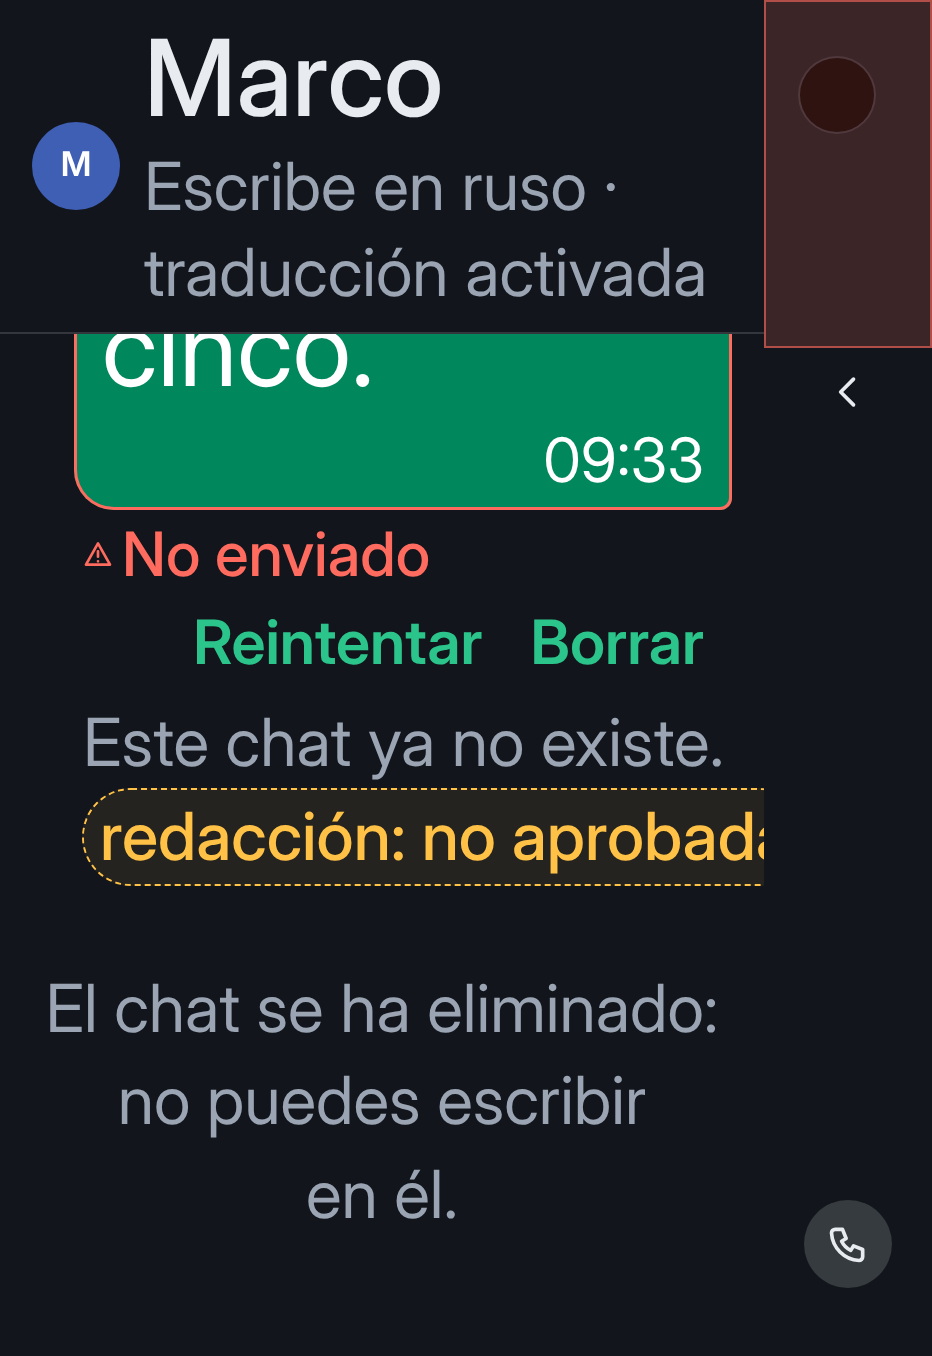 Marco
M
Escribe en ruso ·
traducción activada
cinco.
09:33
No enviado
Reintentar Borrar
Este chat ya no existe.
redacción: no aprobada
El chat se ha eliminado:
no puedes escribir
en él.